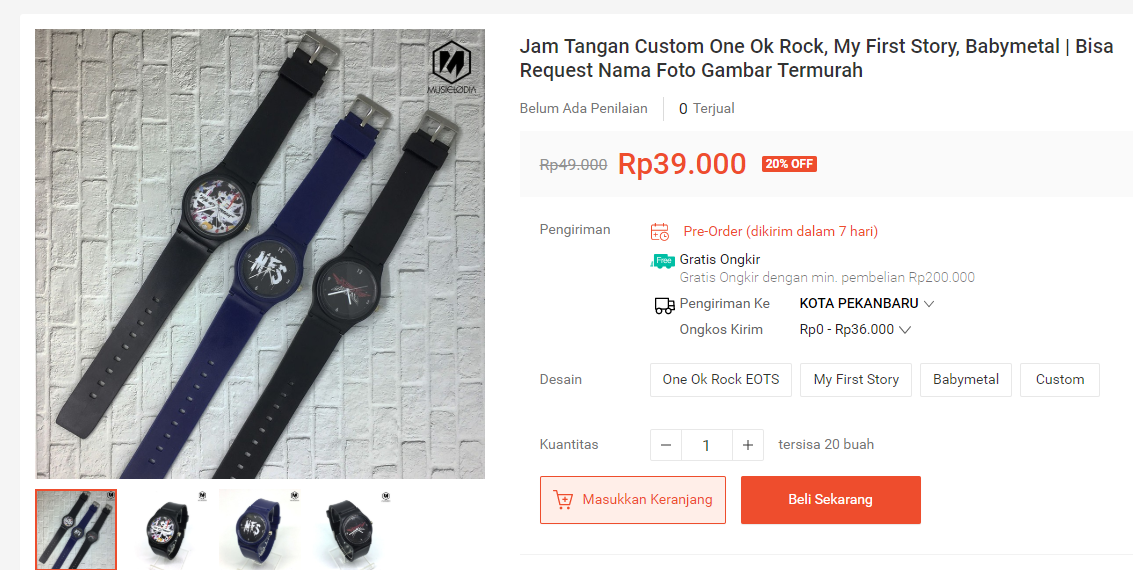 MUSICLODIA
Jam Tangan Custom One Ok Rock, My First Story, Babymetal | Bisa
Request Nama Foto Gambar Termurah
Belum Ada Penilaian 0 Terjual
Rp49.000 Rp39.000 20% OFF
Pengiriman Pre-Order (dikirim dalam 7 hari)
Free Gratis Ongkir
Gratis Ongkir dengan min. pembelian Rp200.000
Pengiriman Ke KOTA PEKANBARU
Ongkos Kirim Rp0 - Rp36.000
Desain One Ok Rock EOTS My First Story Babymetal Custom
Kuantitas 1 tersisa 20 buah
Masukkan Keranjang Beli Sekarang